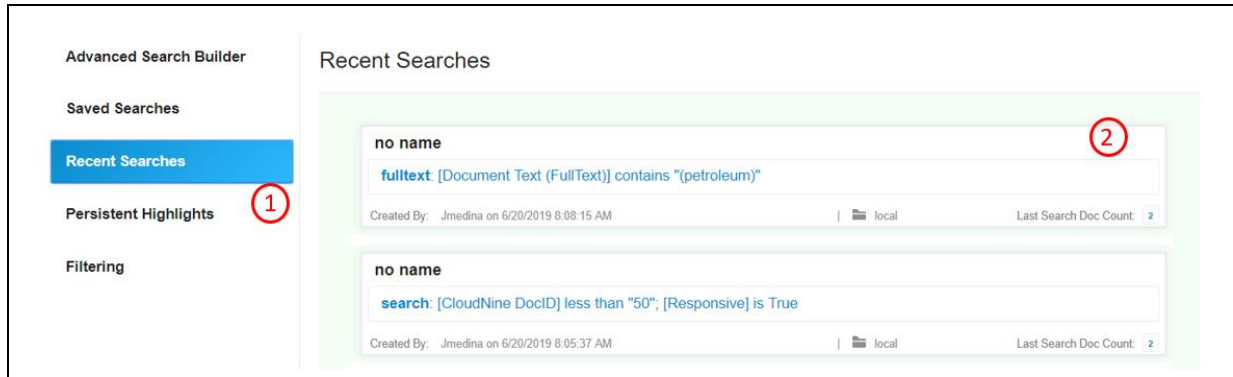 Advanced Search Builder
Saved Searches
Recent Searches
1
Persistent Highlights
Filtering
Recent Searches
no name
2
fulltext: [Document Text (FullText)] contains "(petroleum)"
Created By: Jmedina on 6/20/2019 8:08:15 AM | local Last Search Doc Count: 2
no name
search: [CloudNine DocID] less than "50"; [Responsive] is True
Created By: Jmedina on 6/20/2019 8:05:37 AM | local Last Search Doc Count: 2